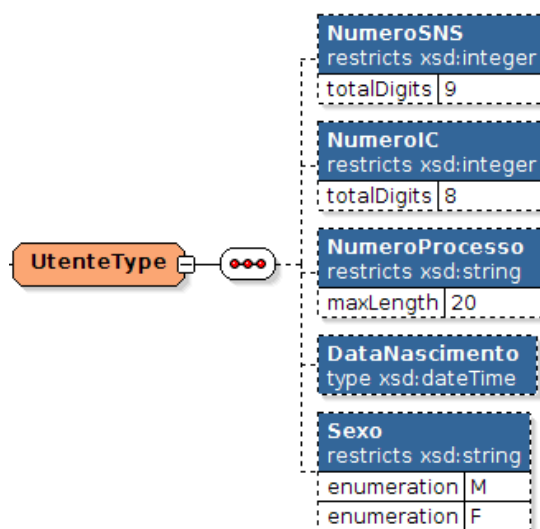 NumeroSNS
restricts xsd:integer
totalDigits 9
NumeroIC
restricts xsd:integer
totalDigits 8
UtenteType
NumeroProcesso
restricts xsd:string
maxLength 20
DataNascimento
type xsd:dateTime
Sexo
restricts xsd:string
enumeration M
enumeration F